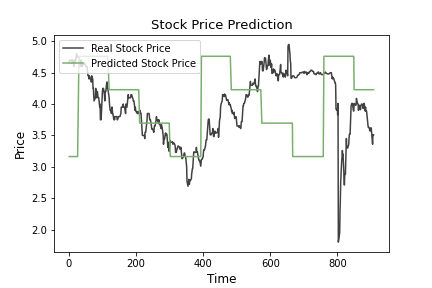 Stock Price Prediction
Real Stock Price
Predicted Stock Price
5.0
4.5
4.0
3.5
3.0
2.5
2.0
Price
0 200 400 600 800
Time